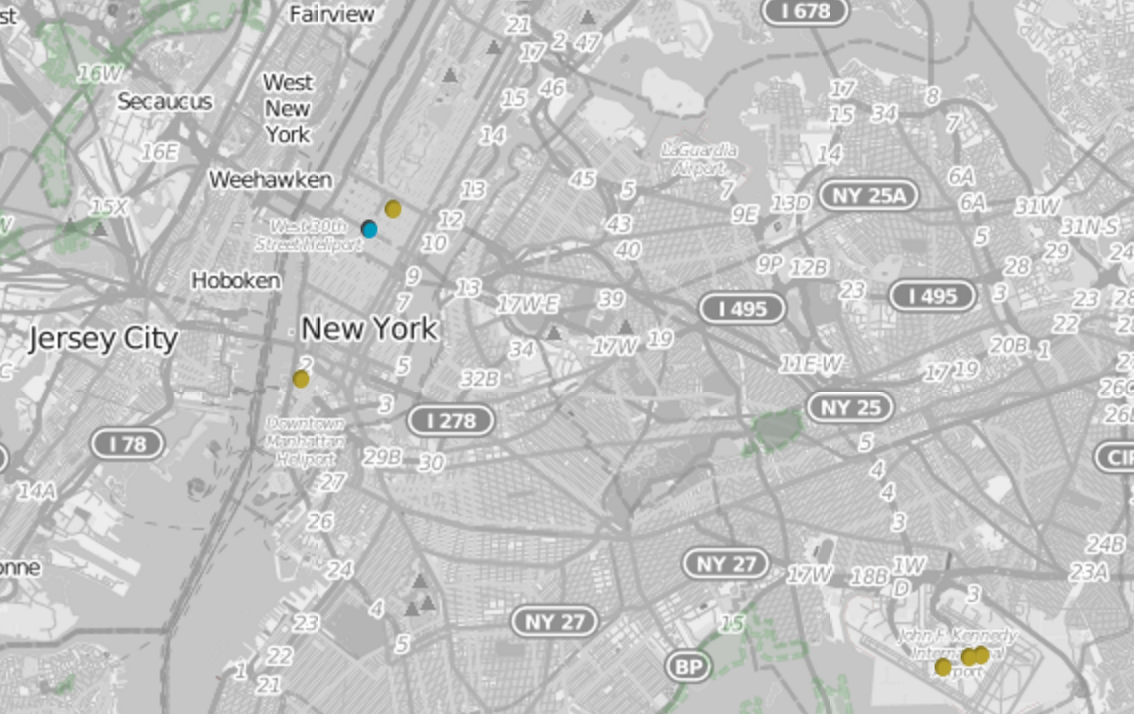 Fairview
21
I 678
2
47
17
16W
West
New
York
Secaucus
46
15
17
8
15
34
14
7
16E
LaGuardia
Airport
14
Weehawken
45
5
7
6A
13
NY 25A
15X
13D
6A
31W
9E
12
43
West 30th
Street Heliport
31N-S
10
40
5
29
9P
12B
28
Hoboken
9
13
23
I 495
3
7
17W-E
39
I 495
23
22
New York
Jersey City
34
17W
19
20B
1
2
5
11E-W
17
19
32B
3
NY 25
I 278
Downtown
Manhattan
Heliport
I 78
5
29B
30
4
27
14A
4
26
3
24B
NY 27
1W
24
17W
18B
D
23A
3
4
23
NY 27
15
5
John F. Kennedy
International
Airport
22
BP
1
21